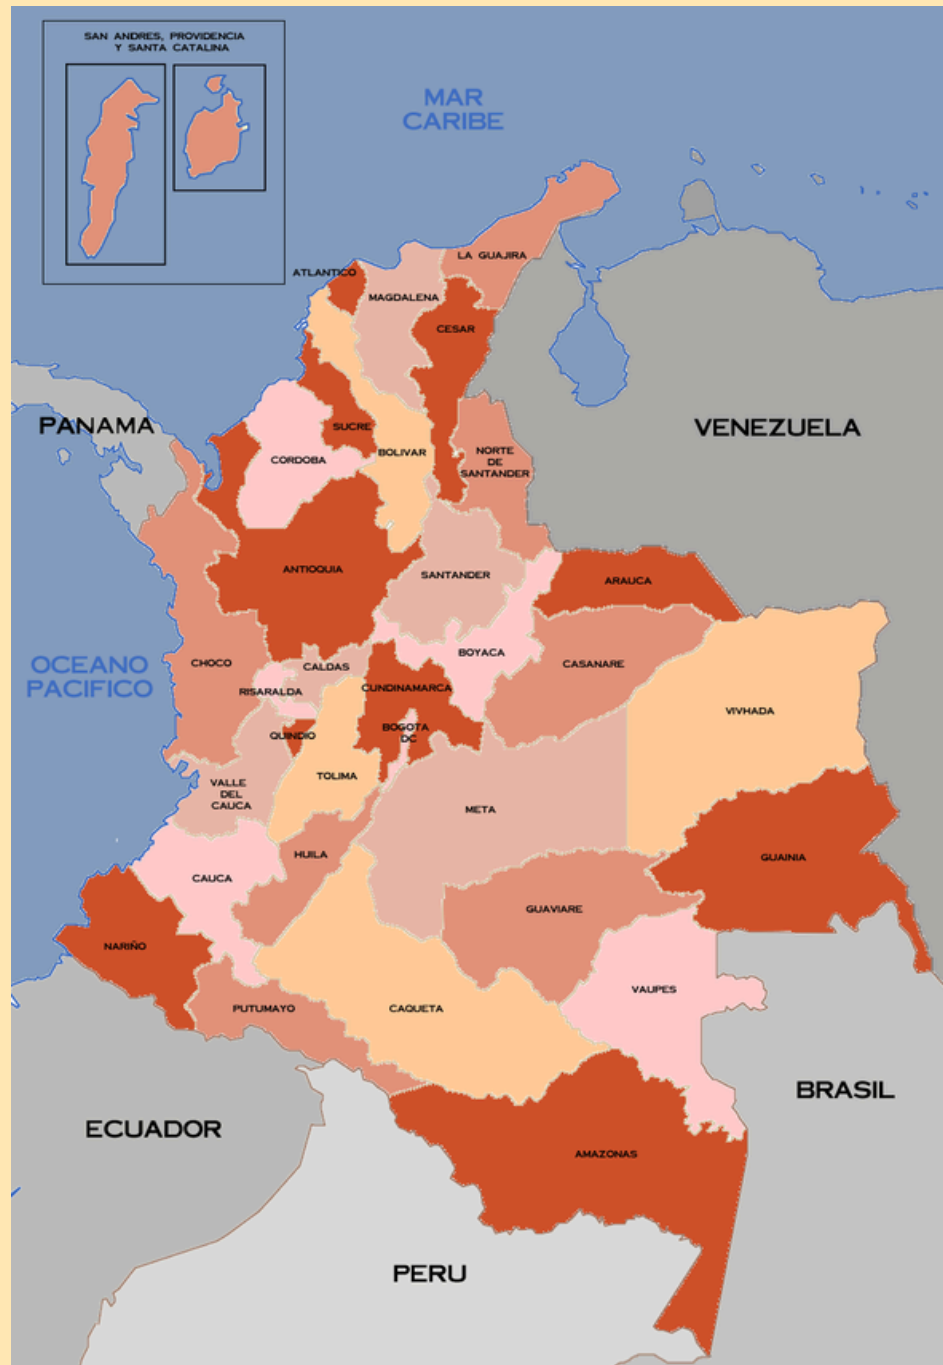 SAN ANDRES, PROVIDENCIA
Y SANTA CATALINA
MAR
CARIBE
LA GUAJIRA
ATLANTICO
MAGDALENA
CESAR
PANAMA
VENEZUELA
SUCRE
BOLIVAR
CORDOBA
NORTE
DE
SANTANDER
ANTIOQUIA
SANTANDER
ARAUCA
OCEANO
PACIFICO
CHOCO
CALDAS
BOYACA
CASANARE
RISARALDA
CUNDINAMARCA
VIVHADA
QUINDIO
BOGOTA
DC
TOLIMA
VALLE
DEL
CAUCA
META
HUILA
GUAINIA
CAUCA
GUAVIARE
NARIÑO
VAUPES
PUTUMAYO
CAQUETA
BRASIL
ECUADOR
AMAZONAS
PERU